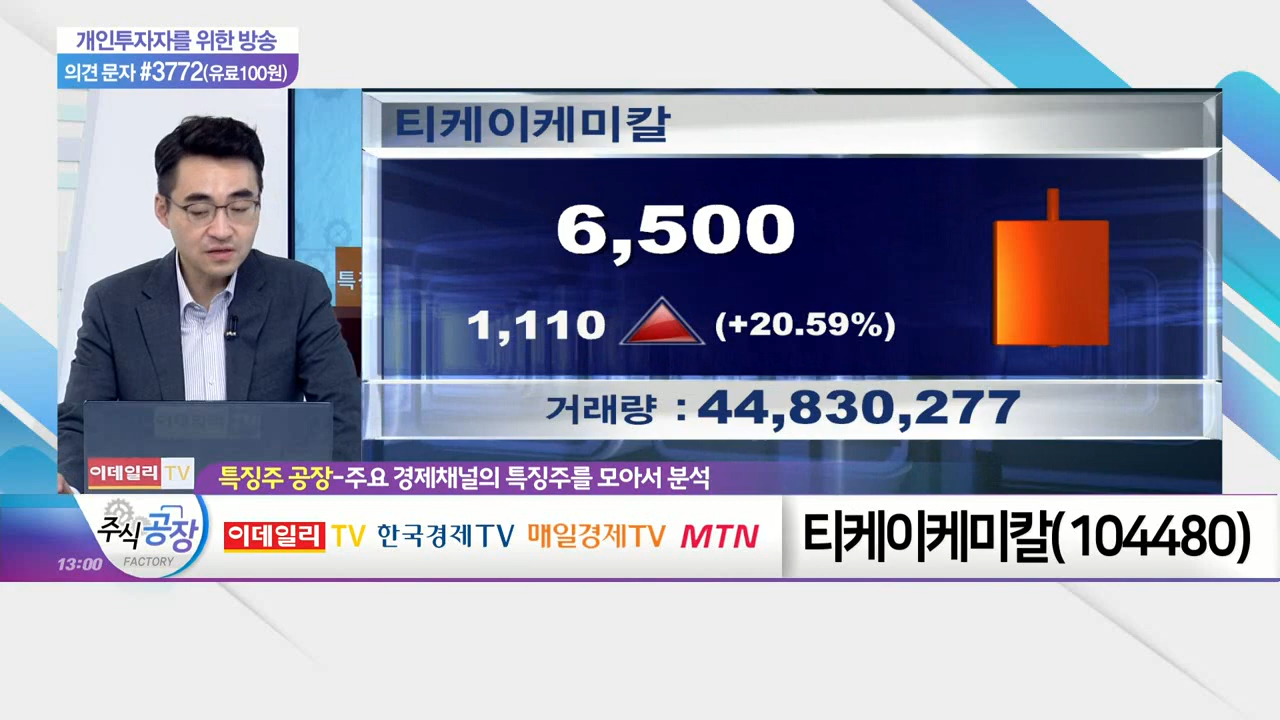 개인투자자를 위한 방송
의견 문자 #3772(유료100원)
티케이케미칼
6,500
1,110 ▲ (+20.59%)
거래량 : 44,830,277
특
이데일리 TV
특징주 공장-주요 경제채널의 특징주를 모아서 분석
주식공장
FACTORY
13:00
이데일리 TV 한국경제TV 매일경제TV MTN
티케이케미칼(104480)